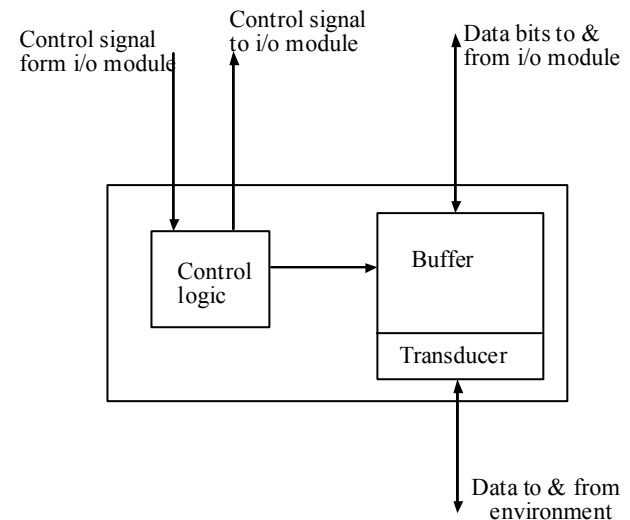 Control signal
form i/o module
Control signal
to i/o module
Data bits to &
from i/o module
Control
logic
Buffer
Transducer
Data to & from
environment